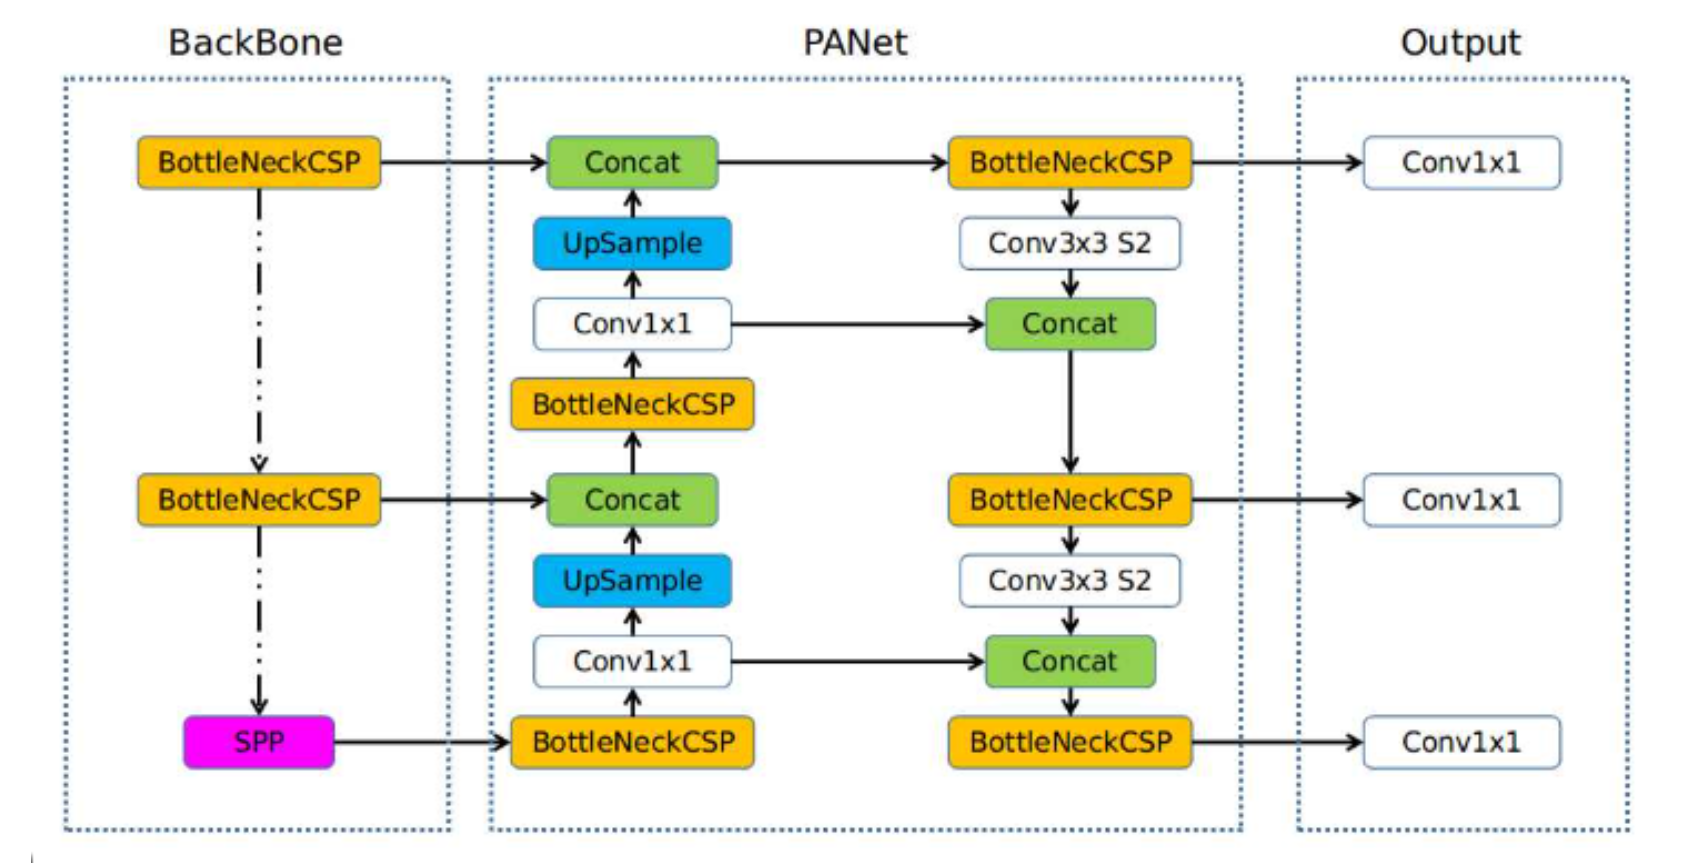 BackBone
PANet
Output
BottleNeckCSP
Concat
BottleNeckCSP
Conv1x1
UpSample
Conv3x3 S2
Conv1x1
Concat
BottleNeckCSP
BottleNeckCSP
Concat
BottleNeckCSP
Conv1x1
UpSample
Conv3x3 S2
Conv1x1
Concat
SPP
BottleNeckCSP
BottleNeckCSP
Conv1x1